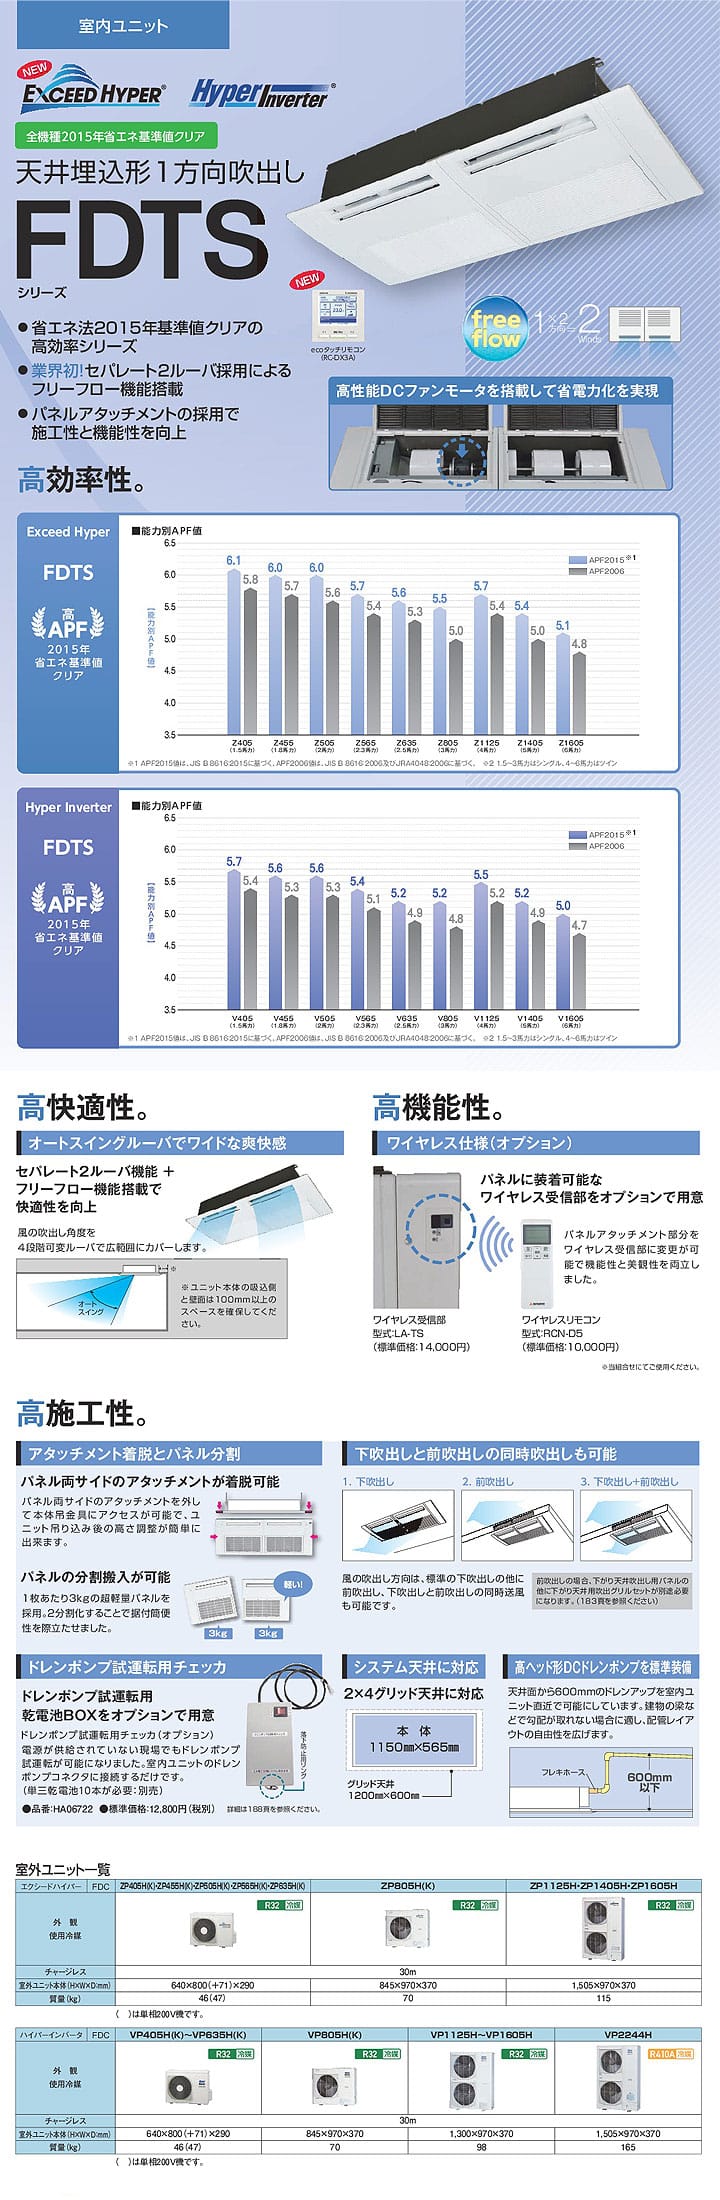 室内ユニット
NEW
EXCEED HYPER®
Hyper Inverter®
全機種2015年省エネ基準値クリア
天井埋込形1方向吹出し
FDTS
シリーズ
NEW
ecoタッチリモコン
(RC-DX3A)
free
flow
1×2=2
方向
Winds
●省エネ法2015年基準値クリアの
高効率シリーズ
●業界初!セパレート2ルーバ採用による
フリーフロー機能搭載
●パネルアタッチメントの採用で
施工性と機能性を向上
高性能DCファンモータを搭載して省電力化を実現
高効率性。
Exceed Hyper
FDTS
高
APF
2015年
省エネ基準値
クリア
■能力別APF値
APF2015※1
APF2006
【能力別APF値】
6.5
6.0
5.5
5.0
4.5
4.0
3.5
6.1 5.8 6.0 5.7 6.0 5.6 5.7 5.4 5.6 5.3 5.5 5.0 5.7 5.4 5.4 5.0 5.1 4.8
Z405 Z455 Z505 Z565 Z635 Z805 Z1125 Z1405 Z1605
(1.5馬力) (1.8馬力) (2馬力) (2.3馬力) (2.5馬力) (3馬力) (4馬力) (5馬力) (6馬力)
※1 APF2015値は、JIS B 8616:2015に基づく。APF2006値は、JIS B 8616:2006及びJRA4048:2006に基づく。 ※2 1.5~3馬力はシングル、4~6馬力はツイン
Hyper Inverter
FDTS
高
APF
2015年
省エネ基準値
クリア
■能力別APF値
APF2015※1
APF2006
【能力別APF値】
6.5
6.0
5.5
5.0
4.5
4.0
3.5
5.7 5.4 5.6 5.3 5.6 5.3 5.4 5.1 5.2 4.9 5.2 4.8 5.5 5.2 5.2 4.9 5.0 4.7
V405 V455 V505 V565 V635 V805 V1125 V1405 V1605
(1.5馬力) (1.8馬力) (2馬力) (2.3馬力) (2.5馬力) (3馬力) (4馬力) (5馬力) (6馬力)
※1 APF2015値は、JIS B 8616:2015に基づく。APF2006値は、JIS B 8616:2006及びJRA4048:2006に基づく。 ※2 1.5~3馬力はシングル、4~6馬力はツイン
高快適性。
オートスイングルーバでワイドな爽快感
セパレート2ルーバ機能 +
フリーフロー機能搭載で
快適性を向上
風の吹出し角度を
4段階可変ルーバで広範囲にカバーします。
※
オート
スイング
※ユニット本体の吸込側
と壁面は100mm以上の
スペースを確保してくだ
さい。
高機能性。
ワイヤレス仕様(オプション)
パネルに装着可能な
ワイヤレス受信部をオプションで用意
パネルアタッチメント部分を
ワイヤレス受信部に変更が可
能で機能性と美観性を両立し
ました。
ワイヤレス受信部
型式:LA-TS
(標準価格:14,000円)
ワイヤレスリモコン
型式:RCN-D5
(標準価格:10,000円)
※当組合せにてご使用ください。
高施工性。
アタッチメント着脱とパネル分割
パネル両サイドのアタッチメントが着脱可能
パネル両サイドのアタッチメントを外し
て本体吊金具にアクセスが可能で、ユ
ニット吊り込み後の高さ調整が簡単に
出来ます。
パネルの分割搬入が可能
1枚あたり3kgの超軽量パネルを
採用。2分割化することで据付簡便
性を際立たせました。
軽い!
3kg
3kg
下吹出しと前吹出しの同時吹出しも可能
1. 下吹出し
2. 前吹出し
3. 下吹出し+前吹出し
風の吹出し方向は、標準の下吹出しの他に
前吹出し、下吹出しと前吹出しの同時送風
も可能です。
前吹出しの場合、下がり天井吹出し用パネルの
他に下がり天井用吹出グリルセットが別途必要
になります。(183頁を参照ください)
ドレンポンプ試運転用チェッカ
ドレンポンプ試運転用
乾電池BOXをオプションで用意
ドレンポンプ試運転用チェッカ(オプション)
電源が供給されていない現場でもドレンポンプ
試運転が可能になりました。室内ユニットのドレン
ポンプコネクタに接続するだけです。
(単三乾電池10本が必要:別売)
●品番:HA06722 ●標準価格:12,800円(税別)
落下防止用リング
詳細は188頁を参照ください。
システム天井に対応
2×4グリッド天井に対応
本 体
1150mm×565mm
グリッド天井
1200mm×600mm
高ヘッド形DCドレンポンプを標準装備
天井面から600mmのドレンアップを室内ユ
ニット直近で可能にしています。建物の梁な
どで勾配が取れない場合に適し、配管レイア
ウトの自由性を広げます。
フレキホース
600mm
以下
室外ユニット一覧
エクシードハイパー FDC ZP405H(K)・ZP455H(K)・ZP505H(K)・ZP565H(K)・ZP635H(K) ZP805H(K) ZP1125H・ZP1405H・ZP1605H
外 観
使用冷媒
R32 冷媒 R32 冷媒 R32 冷媒
チャージレス 30m
室外ユニット本体(H×W×D:mm) 640×800(+71)×290 845×970×370 1,505×970×370
質量(kg) 46(47) 70 115
( )は単相200V機です。
ハイパーインバータ FDC VP405H(K)~VP635H(K) VP805H(K) VP1125H~VP1605H VP2244H
外 観
使用冷媒
R32 冷媒 R32 冷媒 R32 冷媒 R410A 冷媒
チャージレス 30m
室外ユニット本体(H×W×D:mm) 640×800(+71)×290 845×970×370 1,300×970×370 1,505×970×370
質量(kg) 46(47) 70 98 165
( )は単相200V機です。